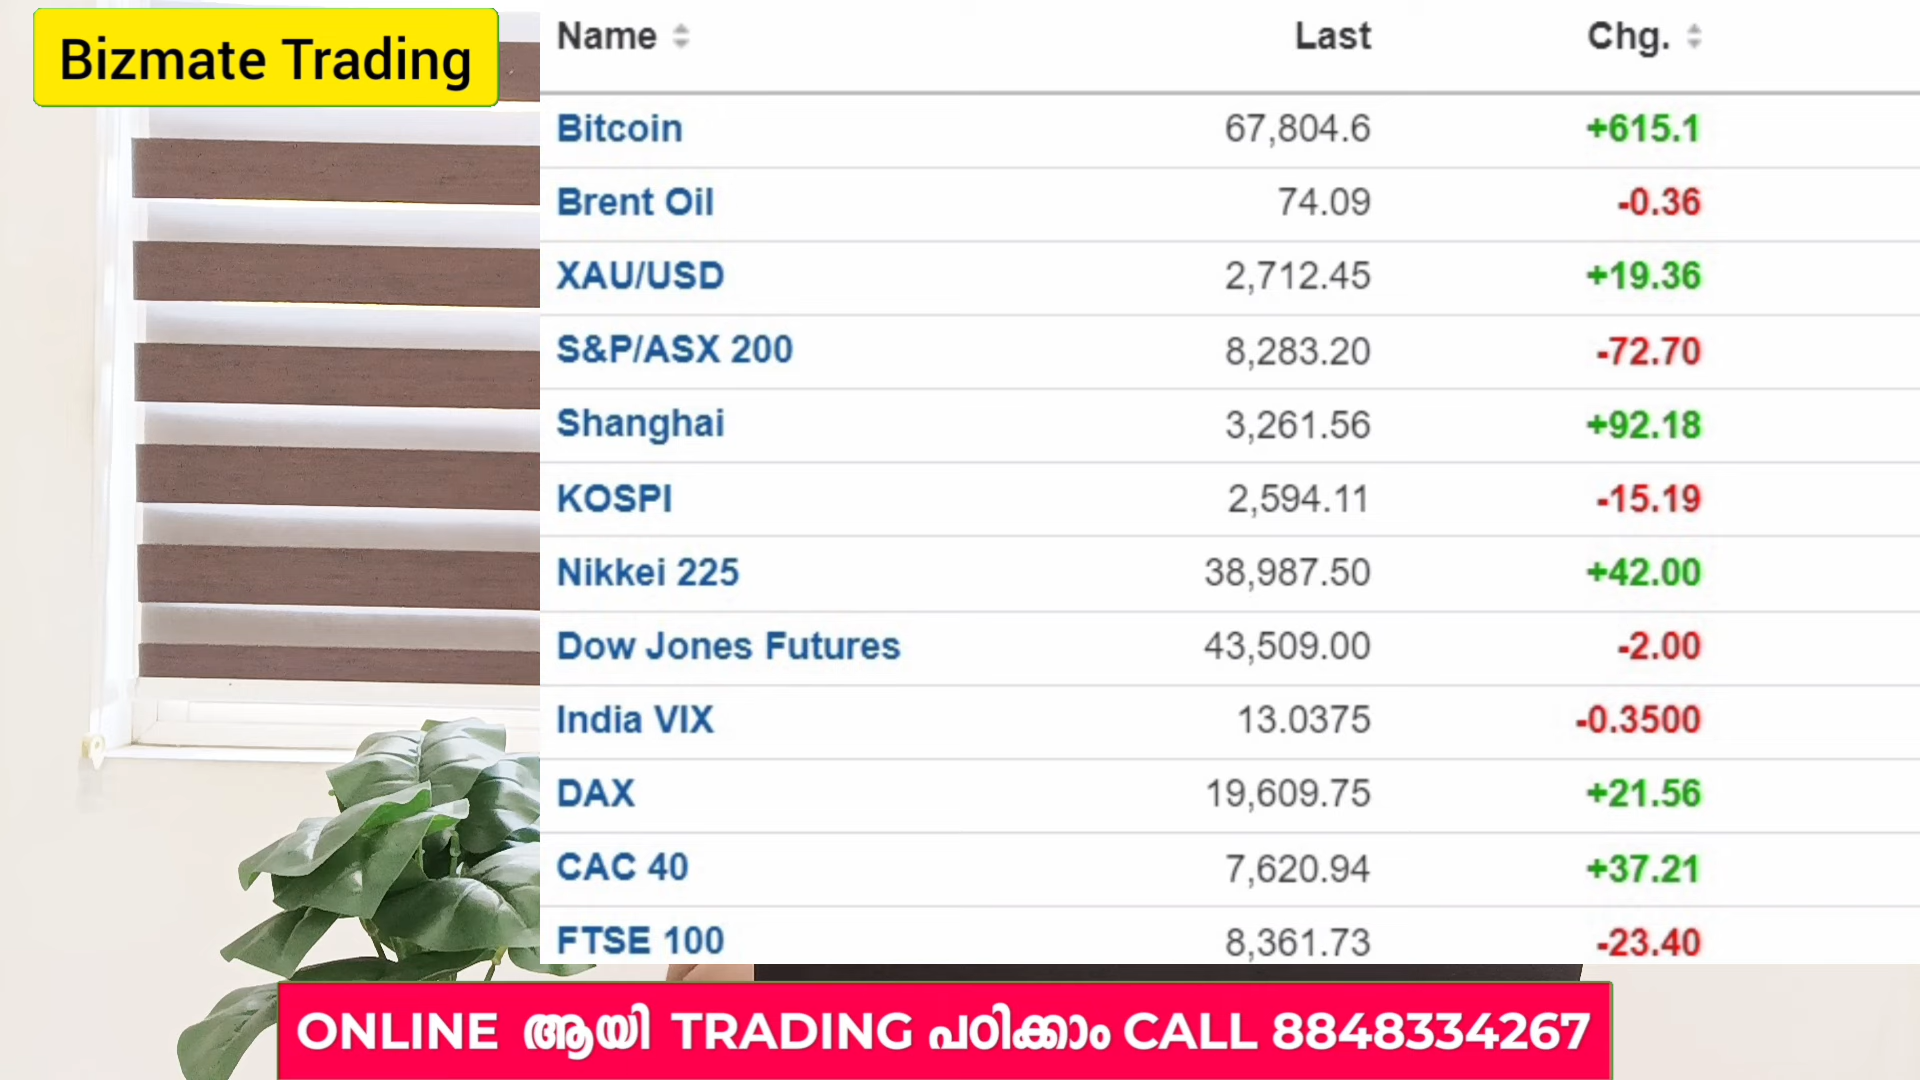 Bizmate Trading
Name Last Chg.
Bitcoin 67,804.6 +615.1
Brent Oil 74.09 -0.36
XAU/USD 2,712.45 +19.36
S&P/ASX 200 8,283.20 -72.70
Shanghai 3,261.56 +92.18
KOSPI 2,594.11 -15.19
Nikkei 225 38,987.50 +42.00
Dow Jones Futures 43,509.00 -2.00
India VIX 13.0375 -0.3500
DAX 19,609.75 +21.56
CAC 40 7,620.94 +37.21
FTSE 100 8,361.73 -23.40
ONLINE ആയി TRADING പഠിക്കാം CALL 8848334267